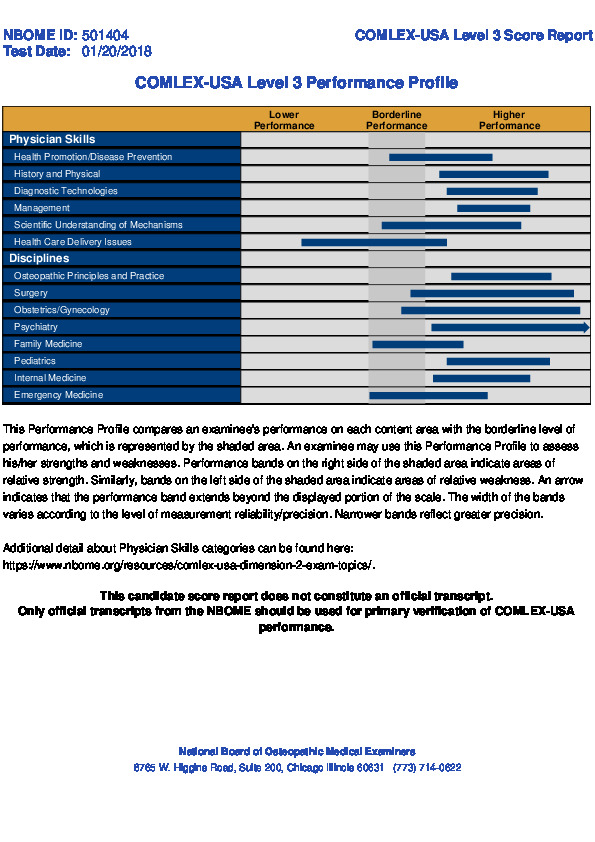 NBOME ID: 501404
COMLEX-USA Level 3 Score Report
Test Date: 01/20/2018
COMLEX-USA Level 3 Performance Profile
Lower Performance
Borderline Performance
Higher Performance
Physician Skills
Health Promotion/Disease Prevention
History and Physical
Diagnostic Technologies
Management
Scientific Understanding of Mechanisms
Health Care Delivery Issues
Disciplines
Osteopathic Principles and Practice
Surgery
Obstetrics/Gynecology
Psychiatry
Family Medicine
Pediatrics
Internal Medicine
Emergency Medicine
This Performance Profile compares an examinee's performance on each content area with the borderline level of
performance, which is represented by the shaded area. An examinee may use this Performance Profile to assess
his/her strengths and weaknesses. Performance bands on the right side of the shaded area indicate areas of
relative strength. Similarly, bands on the left side of the shaded area indicate areas of relative weakness. An arrow
indicates that the performance band extends beyond the displayed portion of the scale. The width of the bands
varies according to the level of measurement reliability/precision. Narrower bands reflect greater precision.
Additional detail about Physician Skills categories can be found here:
https://www.nbome.org/resources/comlex-usa-dimension-2-exam-topics/.
This candidate score report does not constitute an official transcript.
Only official transcripts from the NBOME should be used for primary verification of COMLEX-USA
performance.
National Board of Osteopathic Medical Examiners
8765 W. Higgins Road, Suite 200, Chicago Illinois 60631 (773) 714-0622